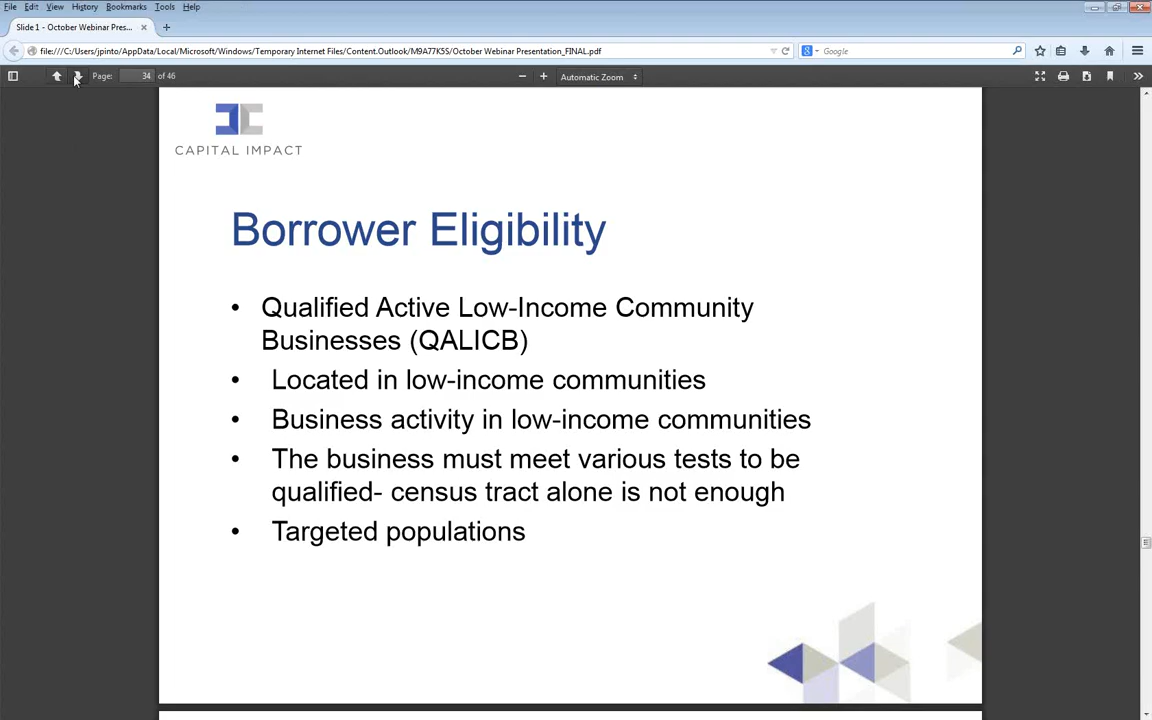 File Edit View History Bookmarks Tools Help
Slide 1 - October Webinar Pres...
file:///C:/Users/jpinto/AppData/Local/Microsoft/Windows/Temporary Internet Files/Content.Outlook/M9A77K5S/October Webinar Presentation_FINAL.pdf
Google
Page: 34 of 46
Automatic Zoom
CAPITAL IMPACT
Borrower Eligibility
• Qualified Active Low-Income Community
Businesses (QALICB)
• Located in low-income communities
• Business activity in low-income communities
• The business must meet various tests to be
qualified- census tract alone is not enough
• Targeted populations